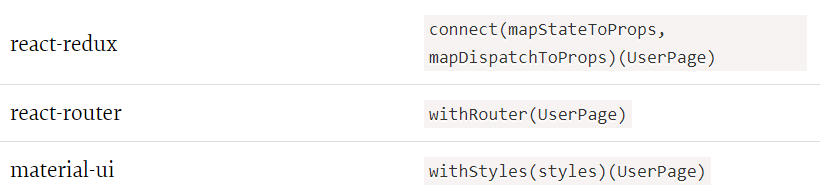 react-redux
connect(mapStateToProps,
mapDispatchToProps)(UserPage)
react-router
withRouter(UserPage)
material-ui
withStyles(styles)(UserPage)